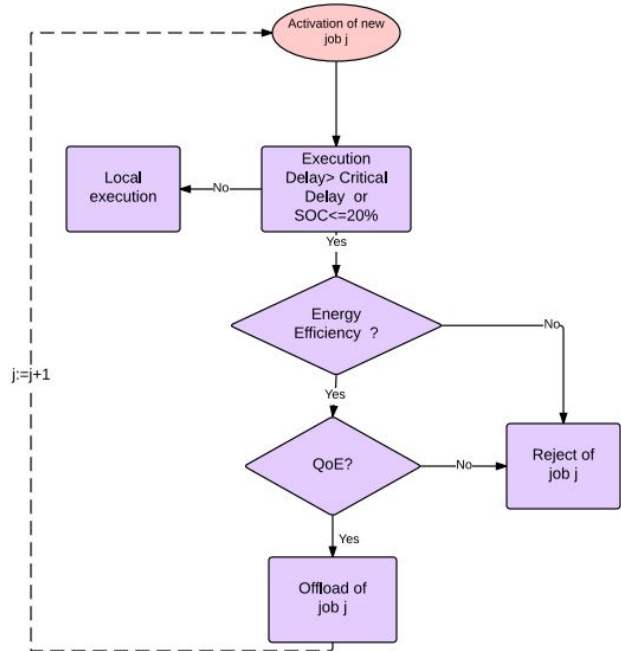 Activation of new
job j
Execution
Delay> Critical
Delay or
SOC<=20%
Local
execution
No
Yes
Energy
Efficiency ?
No
j:=j+1
Yes
QoE?
No
Reject of
job j
Yes
Offload of
job j